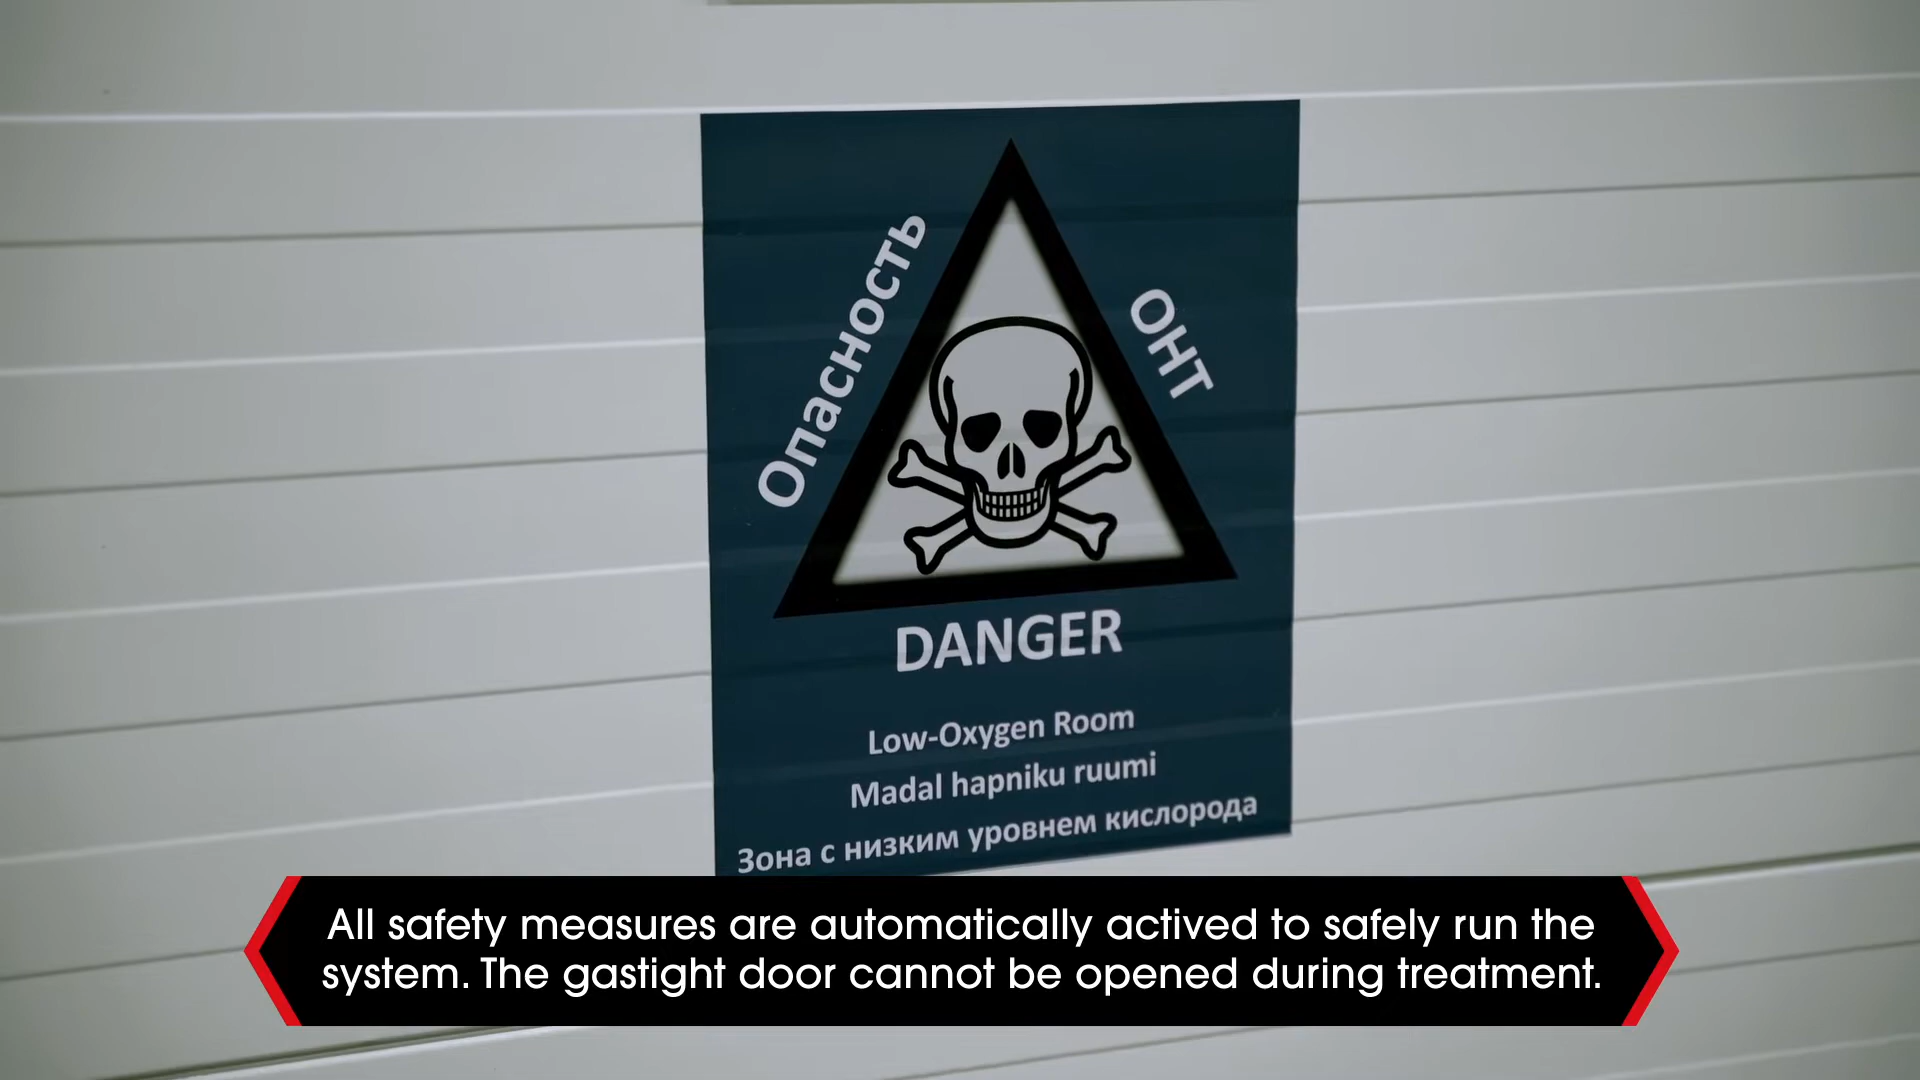 Опасность
ОНТ
DANGER
Low-Oxygen Room
Madal hapniku ruumi
Зона с низким уровнем кислорода
All safety measures are automatically actived to safely run the
system. The gastight door cannot be opened during treatment.